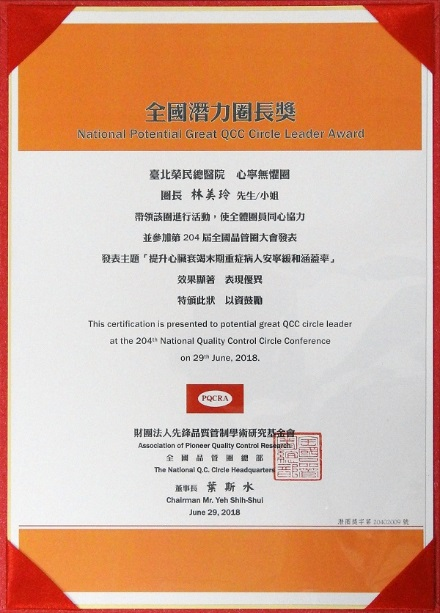 全國潛力圈長獎
National Potential Great QCC Circle Leader Award
臺北榮民總醫院 心寧無懼圈
圈長 林美玲 先生/小姐
帶領該團進行活動，使全體圈員同心協力
並參加第 204 屆全國品管圈大會發表
發表主題「提升心臟衰竭末期重症病人安寧緩和涵蓋率」
效果顯著 表現優異
特頒此狀 以資鼓勵
This certification is presented to potential great QCC circle leader
at the 204th National Quality Control Circle Conference
on 29th June, 2018.
PQCRA
財團法人先鋒品質管制學術研究基金會
Association of Pioneer Quality Control Research
全國品管圈總部
The National Q.C. Circle Headquarters
董事長 葉斯水
Chairman Mr. Yeh Shih-Shui
June 29, 2018